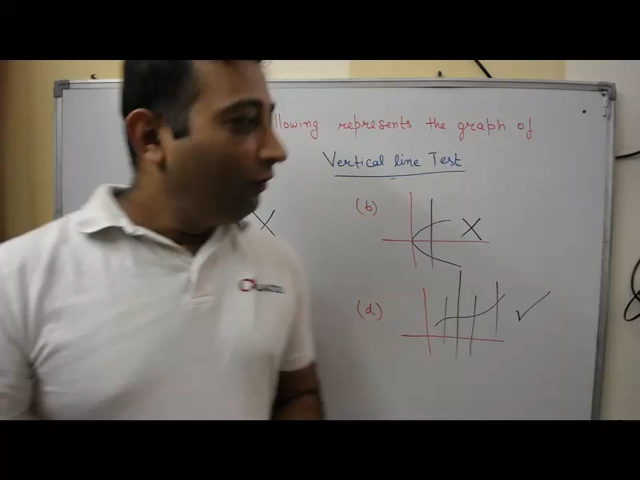 llowing represents the graph of
Vertical line Test
(b)
X
X
(d)